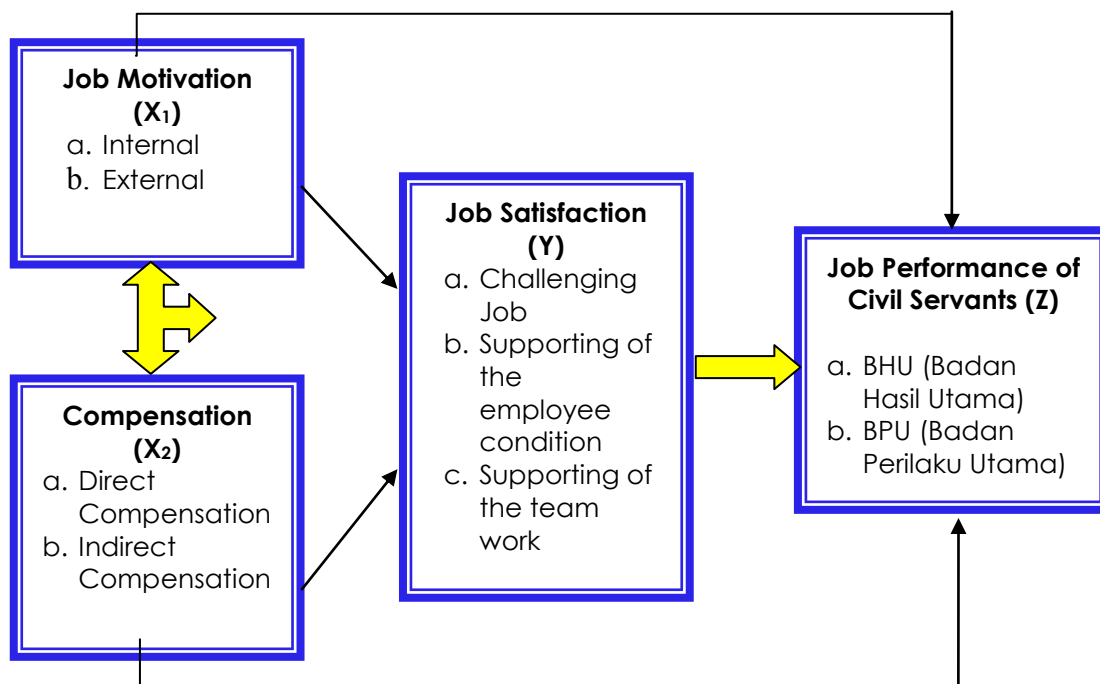 Job Motivation
(X₁)
a. Internal
b. External
Compensation
(X₂)
a. Direct
Compensation
b. Indirect
Compensation
Job Satisfaction
(Y)
a. Challenging
Job
b. Supporting of
the
employee
condition
c. Supporting of
the team
work
Job Performance of
Civil Servants (Z)
a. BHU (Badan
Hasil Utama)
b. BPU (Badan
Perilaku Utama)